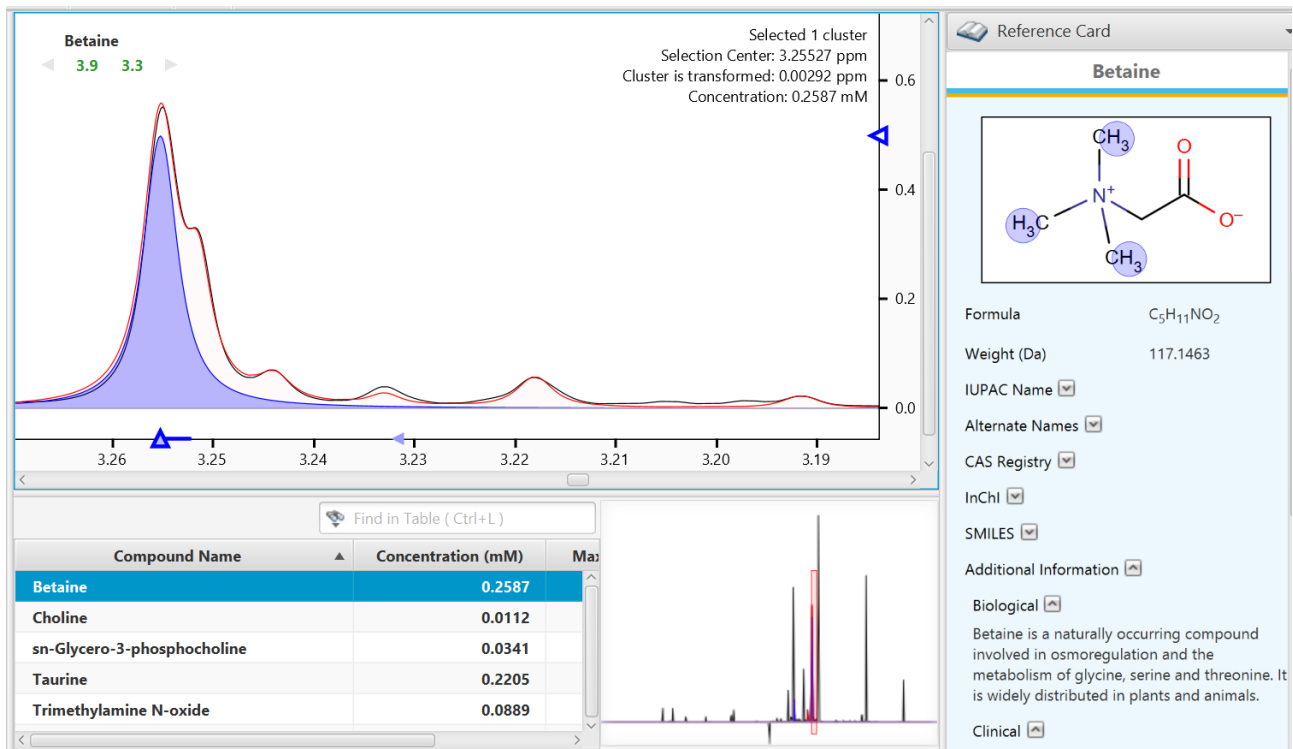 Betaine
3.9 3.3
Selected 1 cluster
Selection Center: 3.25527 ppm
Cluster is transformed: 0.00292 ppm
Concentration: 0.2587 mM
0.6
0.4
0.2
0.0
3.26 3.25 3.24 3.23 3.22 3.21 3.20 3.19
Find in Table ( Ctrl+L )
Compound Name Concentration (mM) Max
Betaine 0.2587
Choline 0.0112
sn-Glycero-3-phosphocholine 0.0341
Taurine 0.2205
Trimethylamine N-oxide 0.0889
Reference Card
Betaine
CH₃
O
N⁺
H₃C
O⁻
CH₃
Formula C₅H₁₁NO₂
Weight (Da) 117.1463
IUPAC Name
Alternate Names
CAS Registry
InChI
SMILES
Additional Information
Biological
Betaine is a naturally occurring compound
involved in osmoregulation and the
metabolism of glycine, serine and threonine. It
is widely distributed in plants and animals.
Clinical